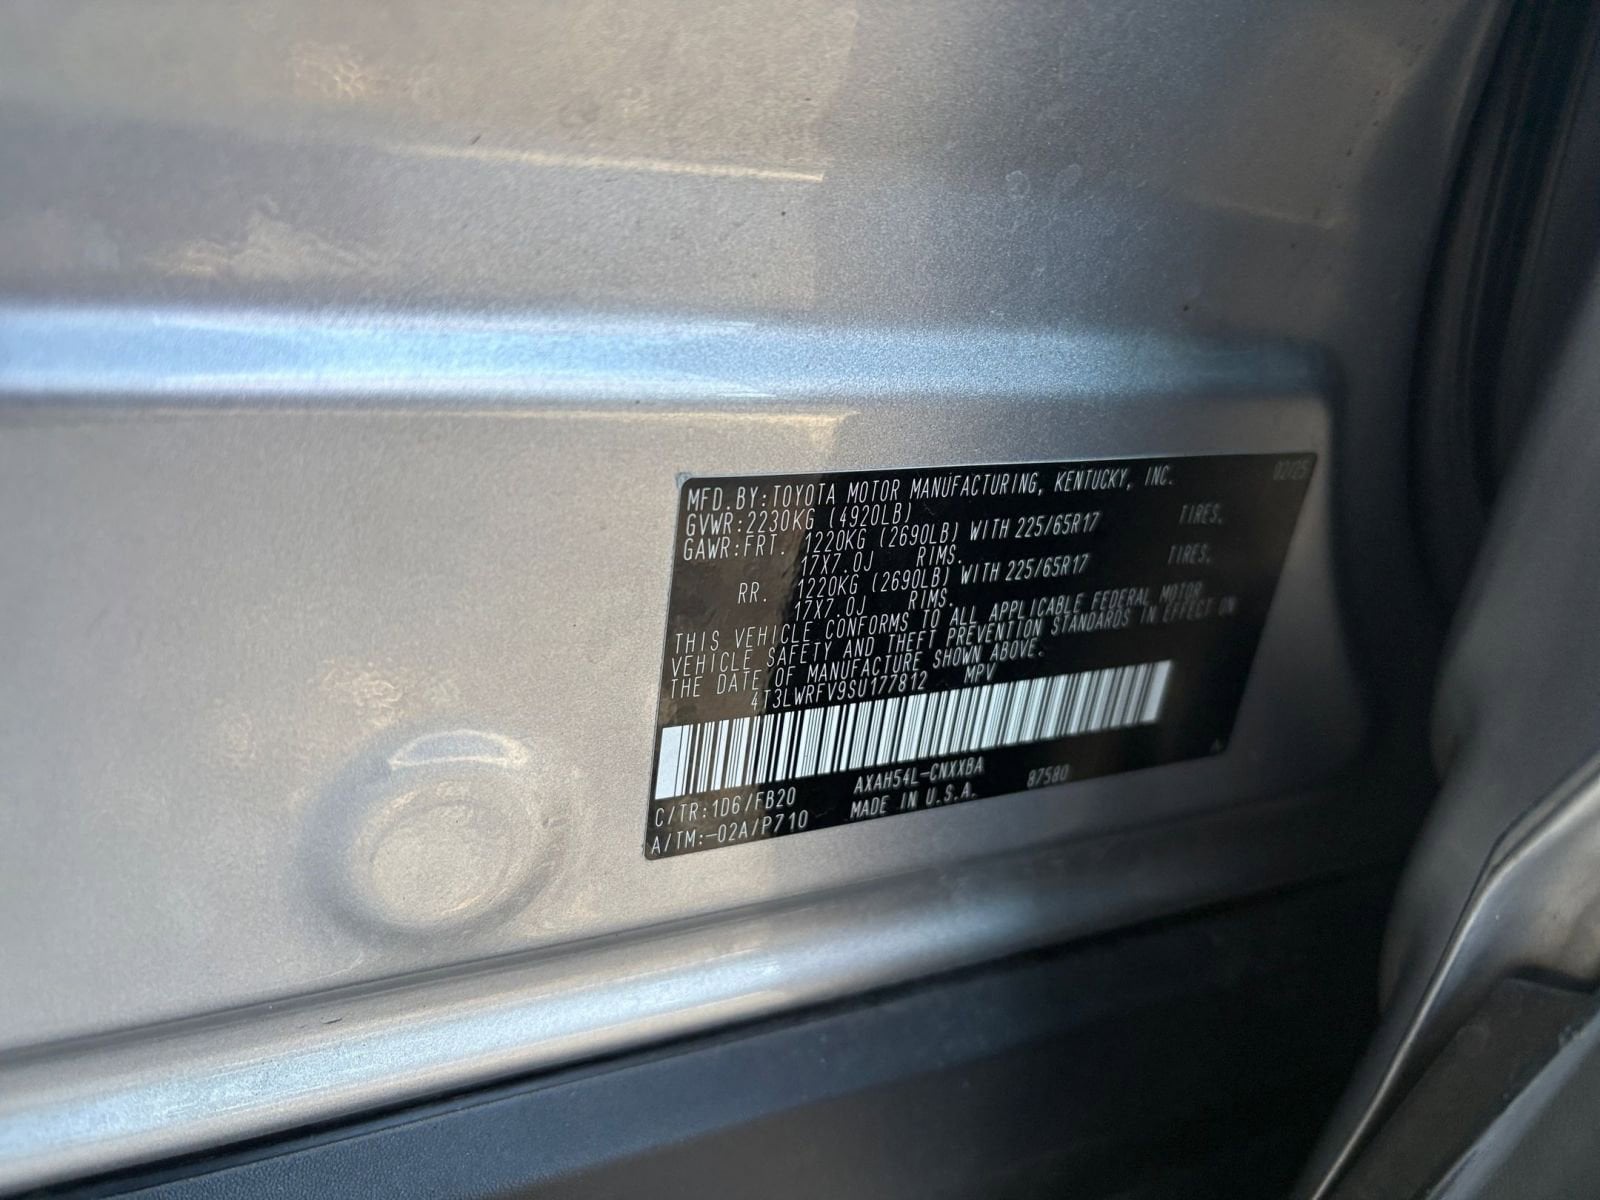 MFD. BY: TOYOTA MOTOR MANUFACTURING, KENTUCKY, INC. 02/25
GVWR:2230KG (4920LB)
GAWR:FRT. 1220KG (2690LB) WITH 225/65R17 TIRES,
17X7.0J RIMS.
RR. 1220KG (2690LB) WITH 225/65R17 TIRES,
17X7.0J RIMS.
THIS VEHICLE CONFORMS TO ALL APPLICABLE FEDERAL MOTOR
VEHICLE SAFETY AND THEFT PREVENTION STANDARDS IN EFFECT ON
THE DATE OF MANUFACTURE SHOWN ABOVE.
4T3LWRFV9SU177812 MPV
C/TR:1D6/FB20 AXAH54L-CNXXBA 87580
A/TM:-02A/P710 MADE IN U.S.A.